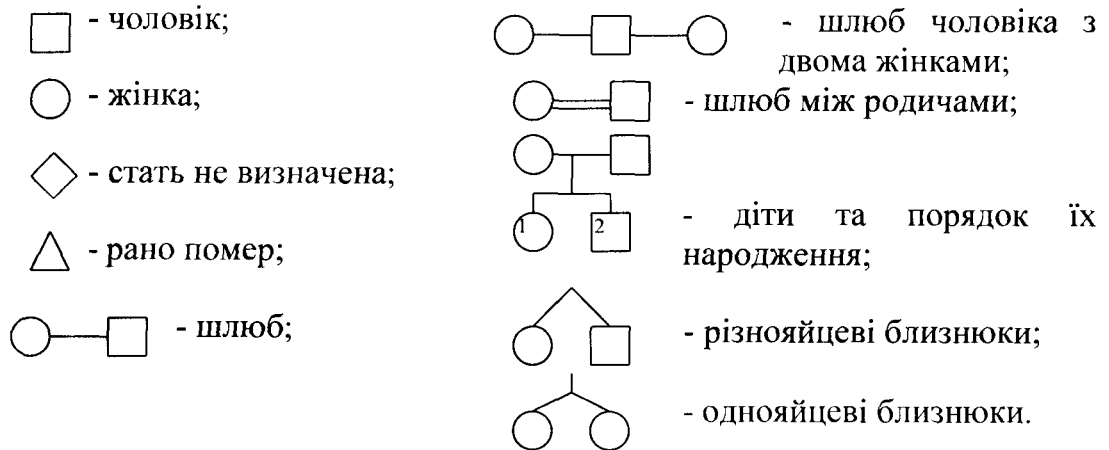 - чоловік;
- жінка;
- стать не визначена;
- рано помер;
- шлюб;
- шлюб чоловіка з
двома жінками;
- шлюб між родичами;
1 2
- діти та порядок їх
народження;
- різнояйцеві близнюки;
- однояйцеві близнюки.